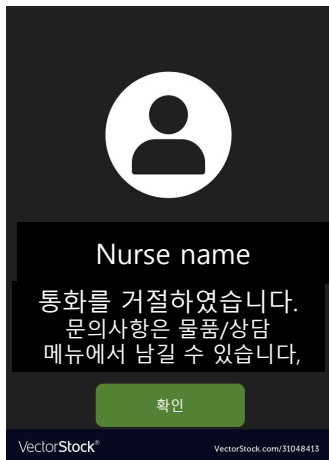 Nurse name
통화를 거절하였습니다.
문의사항은 물품/상담
메뉴에서 남길 수 있습니다,
확인
VectorStock®
VectorStock.com/31048413